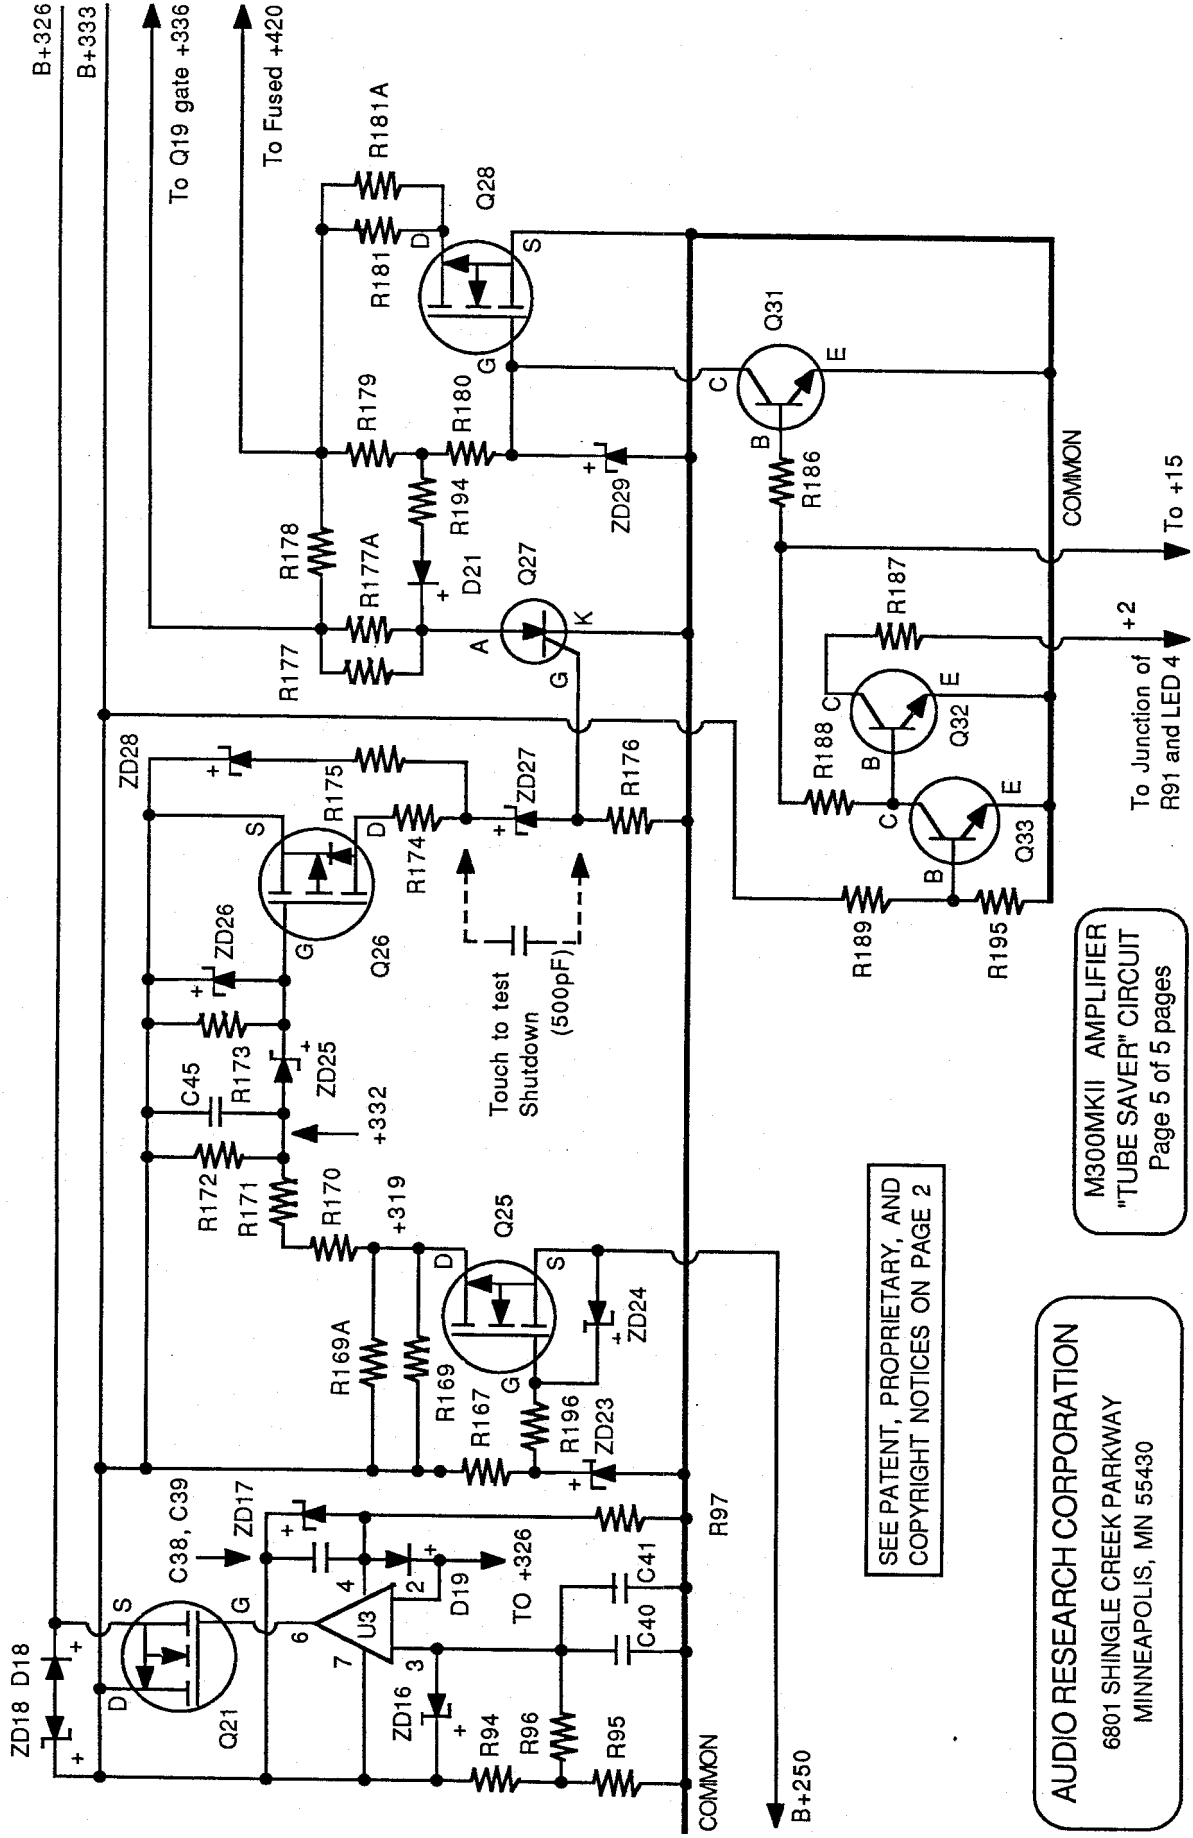 B+326
B+333
To Q19 gate +336
To Fused +420
ZD18 D18
+
+
D
S
G
Q21
C38, C39
ZD17
+
6
7
4
3
2
U3
D19
+
TO +326
ZD16
+
R94
R96
R95
C40
C41
R97
COMMON
B+250
R169A
R169
R167
R196
ZD23
+
+319
D
G
S
Q25
ZD24
+
R170
R171
R172
C45
R173
+332
ZD25
+
ZD26
+
S
G
D
Q26
ZD28
+
R175
R174
ZD27
+
R176
Touch to test
Shutdown
(500pF)
R177
R177A
R178
A
G
K
Q27
D21
+
R194
R179
R180
ZD29
+
R181
R181A
D
G
S
Q28
Q31
C
B
E
R186
R187
R188
C
B
E
Q32
C
B
E
Q33
R189
R195
COMMON
To +15
+2
To Junction of
R91 and LED 4
SEE PATENT, PROPRIETARY, AND
COPYRIGHT NOTICES ON PAGE 2
M300MKII AMPLIFIER
"TUBE SAVER" CIRCUIT
Page 5 of 5 pages
AUDIO RESEARCH CORPORATION
6801 SHINGLE CREEK PARKWAY
MINNEAPOLIS, MN 55430